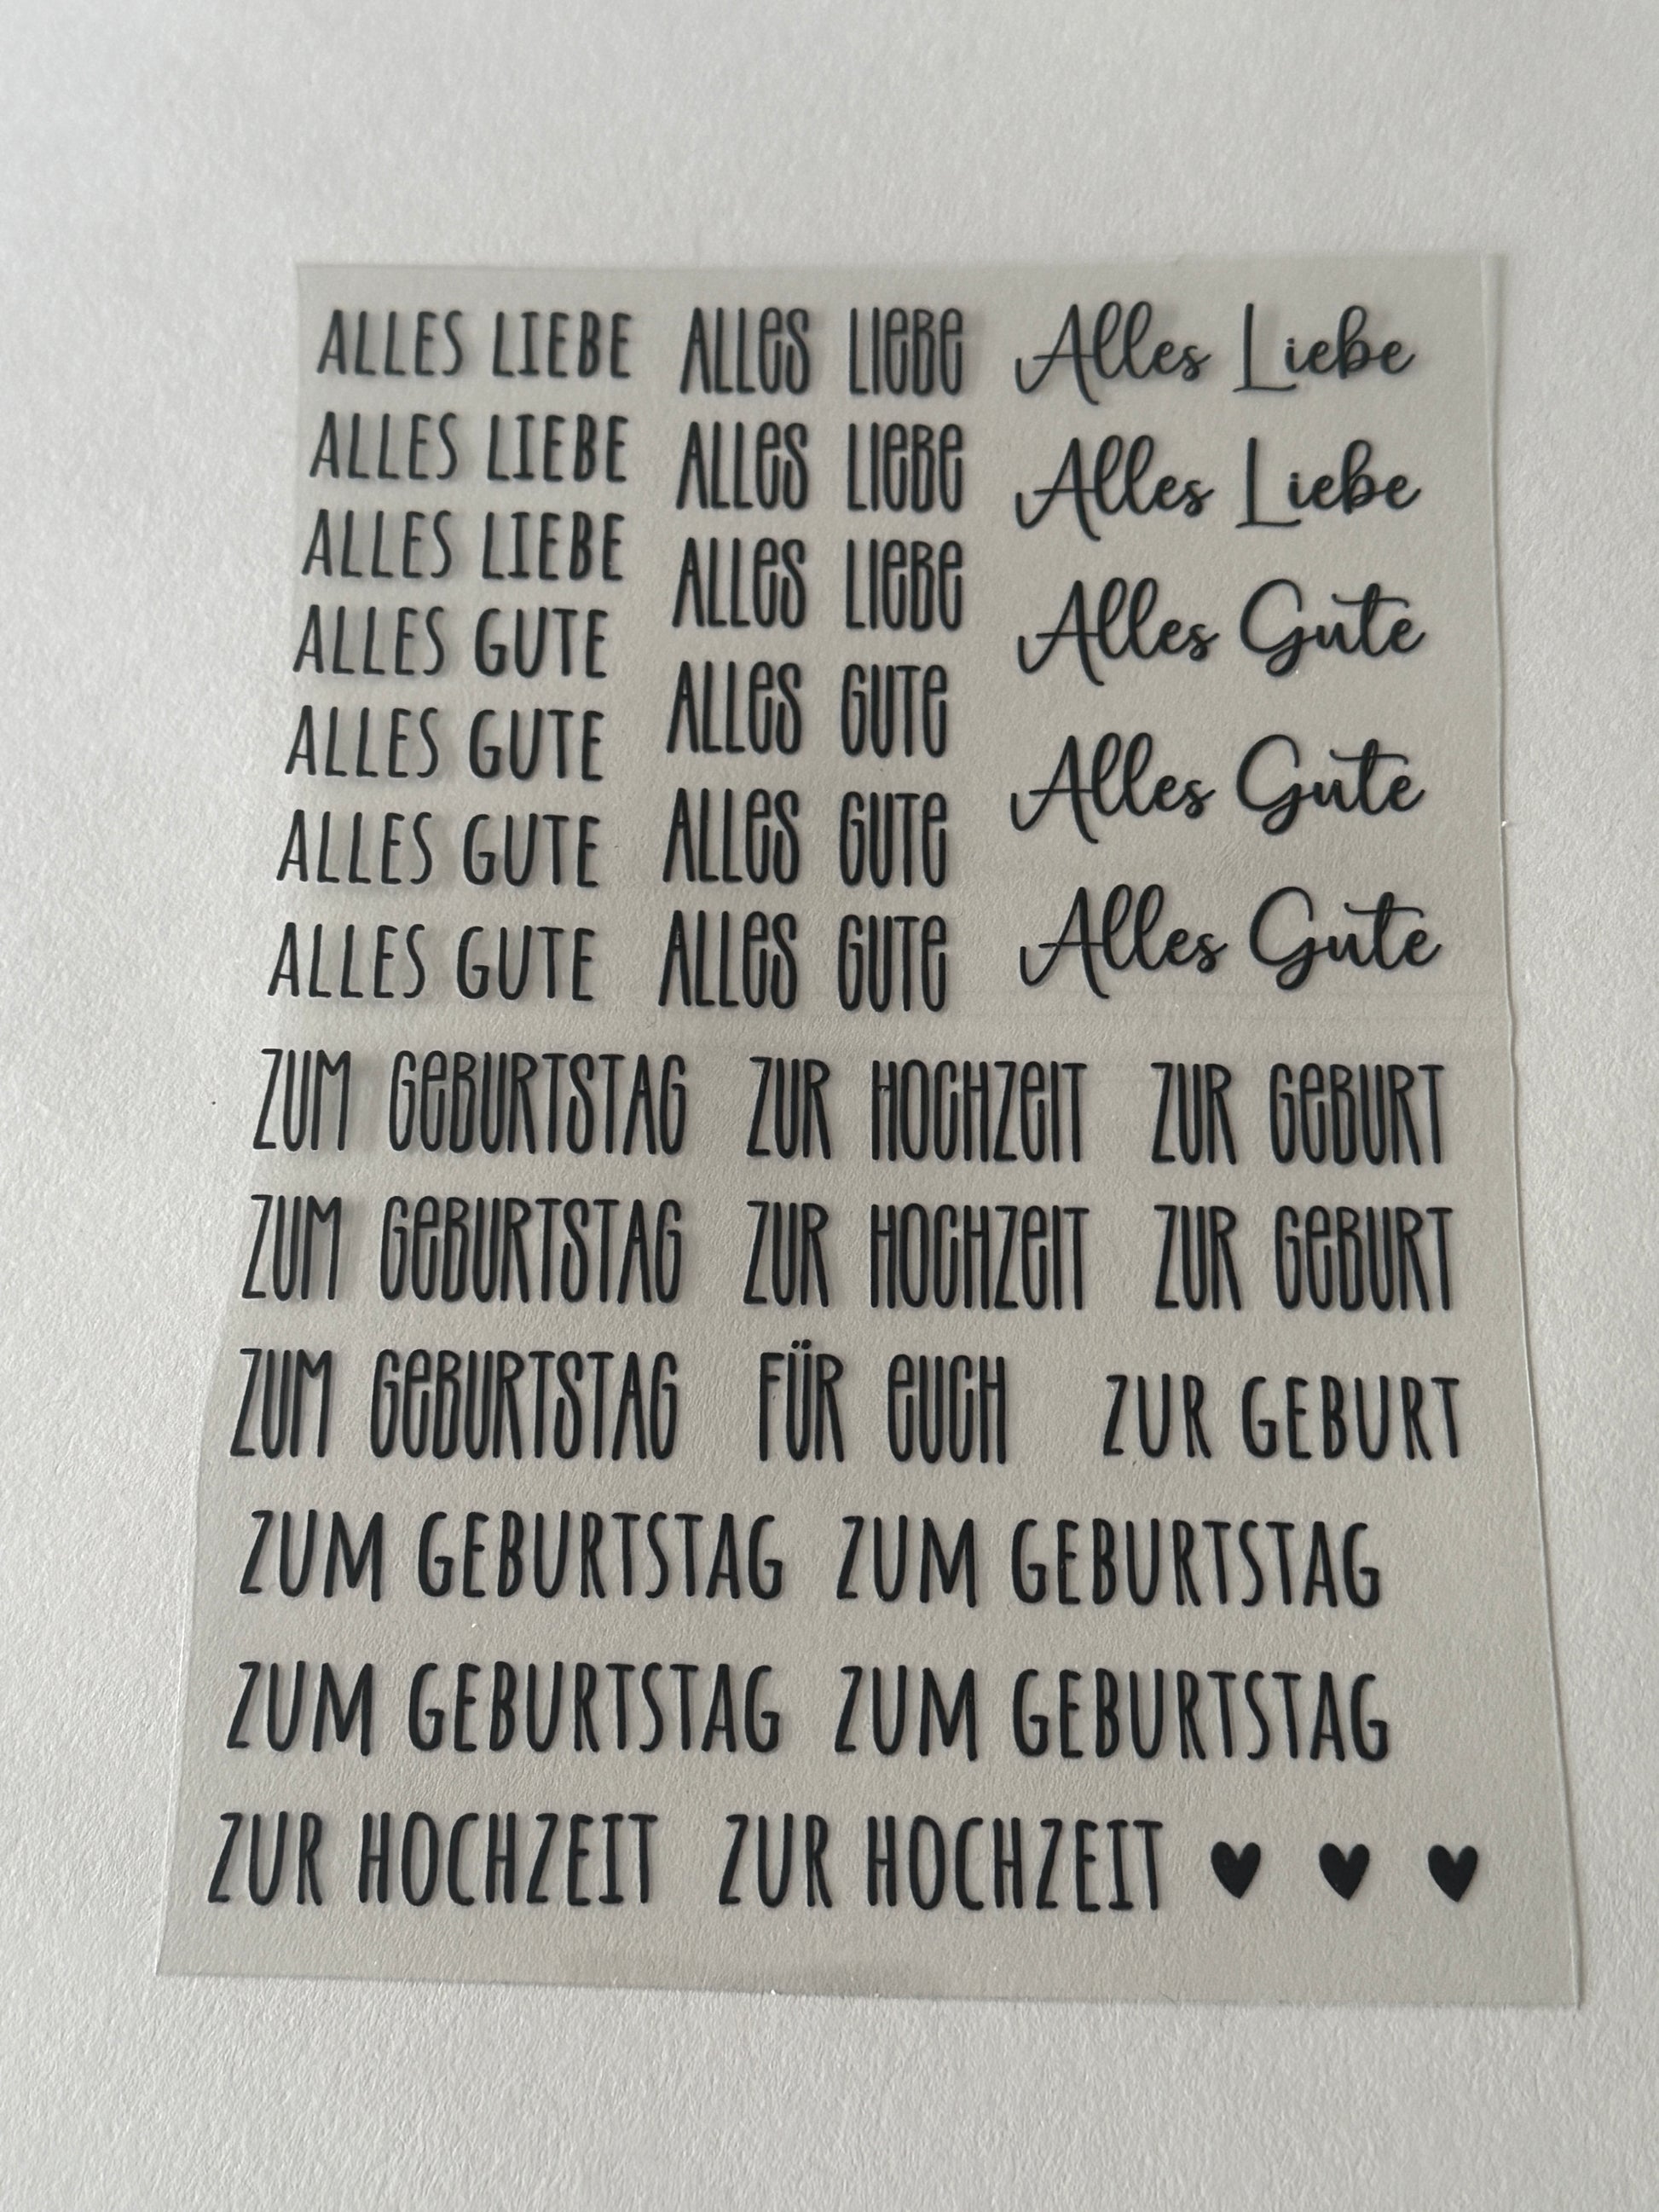 ALLES LIEBE ALLes LIeBe Alles Liebe
ALLES LIEBE ALLes LIeBe Alles Liebe
ALLES LIEBE ALLes LIeBe
ALLES GUTE ALLes GUTe Alles Gute
ALLES GUTE ALLes GUTe Alles Gute
ALLES GUTE ALLes GUTe Alles Gute
ALLES GUTE
ZUM GeBURTSTAG ZUR HOCHZeIT ZUR GeBURT
ZUM GeBURTSTAG ZUR HOCHZeIT ZUR GeBURT
ZUM GeBURTSTAG FÜR eUCH ZUR GEBURT
ZUM GEBURTSTAG ZUM GEBURTSTAG
ZUM GEBURTSTAG ZUM GEBURTSTAG
ZUR HOCHZEIT ZUR HOCHZEIT ♥ ♥ ♥